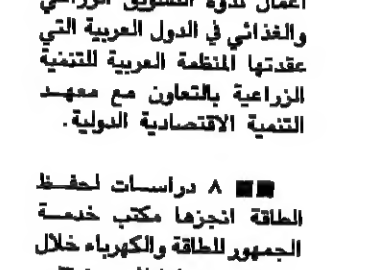 اعمال ندوة التسويق الزراعي
والغذائي في الدول العربية التي
عقدتها المنظمة العربية للتنمية
الزراعية بالتعاون مع معهد
التنمية الاقتصادية الدولية.
■■ ٨ دراسات لحفظ
الطاقة انجزها مكتب خدمة
الجمهور للطاقة والكهرباء خلال